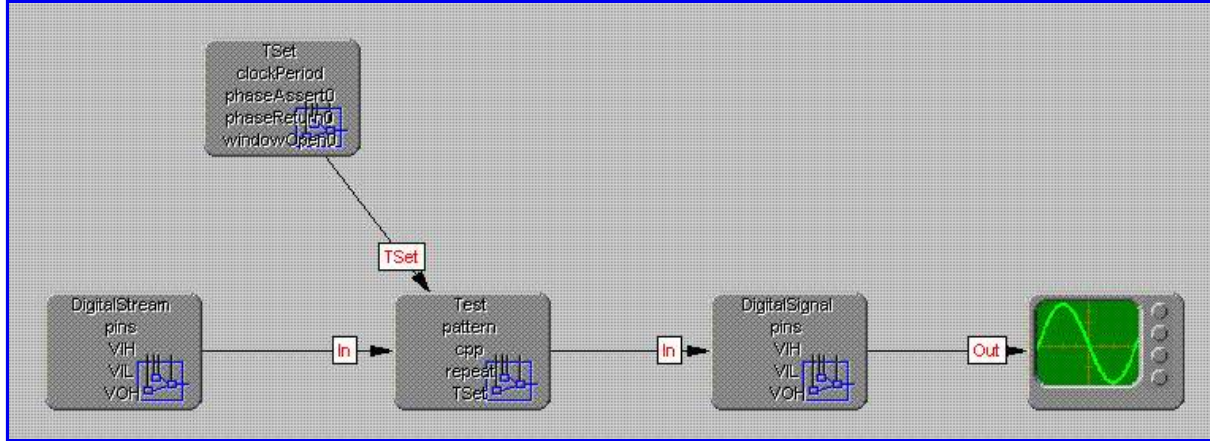 TSet
clockPeriod
phaseAssert0
phaseReturn0
windowOpen0
TSet
DigitalStream
pins
VIH
VIL
VOH
In
Test
pattern
cpp
repeat
TSet
In
DigitalSignal
pins
VIH
VIL
VOH
Out